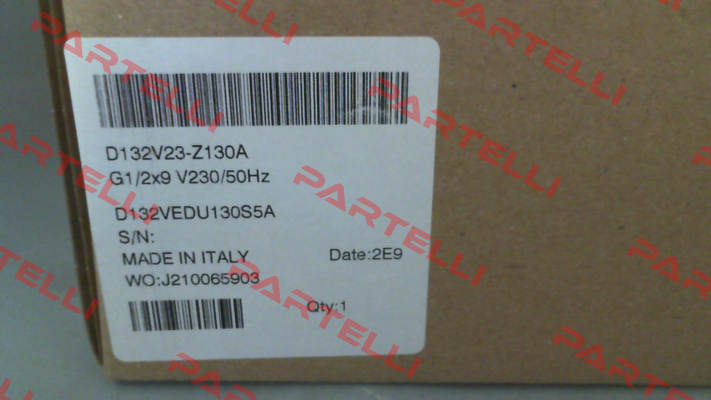 D132V23-Z130A
G1/2x9 V230/50Hz
D132VEDU130S5A
S/N:
MADE IN ITALY Date:2E9
WO:J210065903
Qty:1
PARTELLI
PARTELLI
PARTELLI
PARTELLI
PARTELLI
PARTELLI